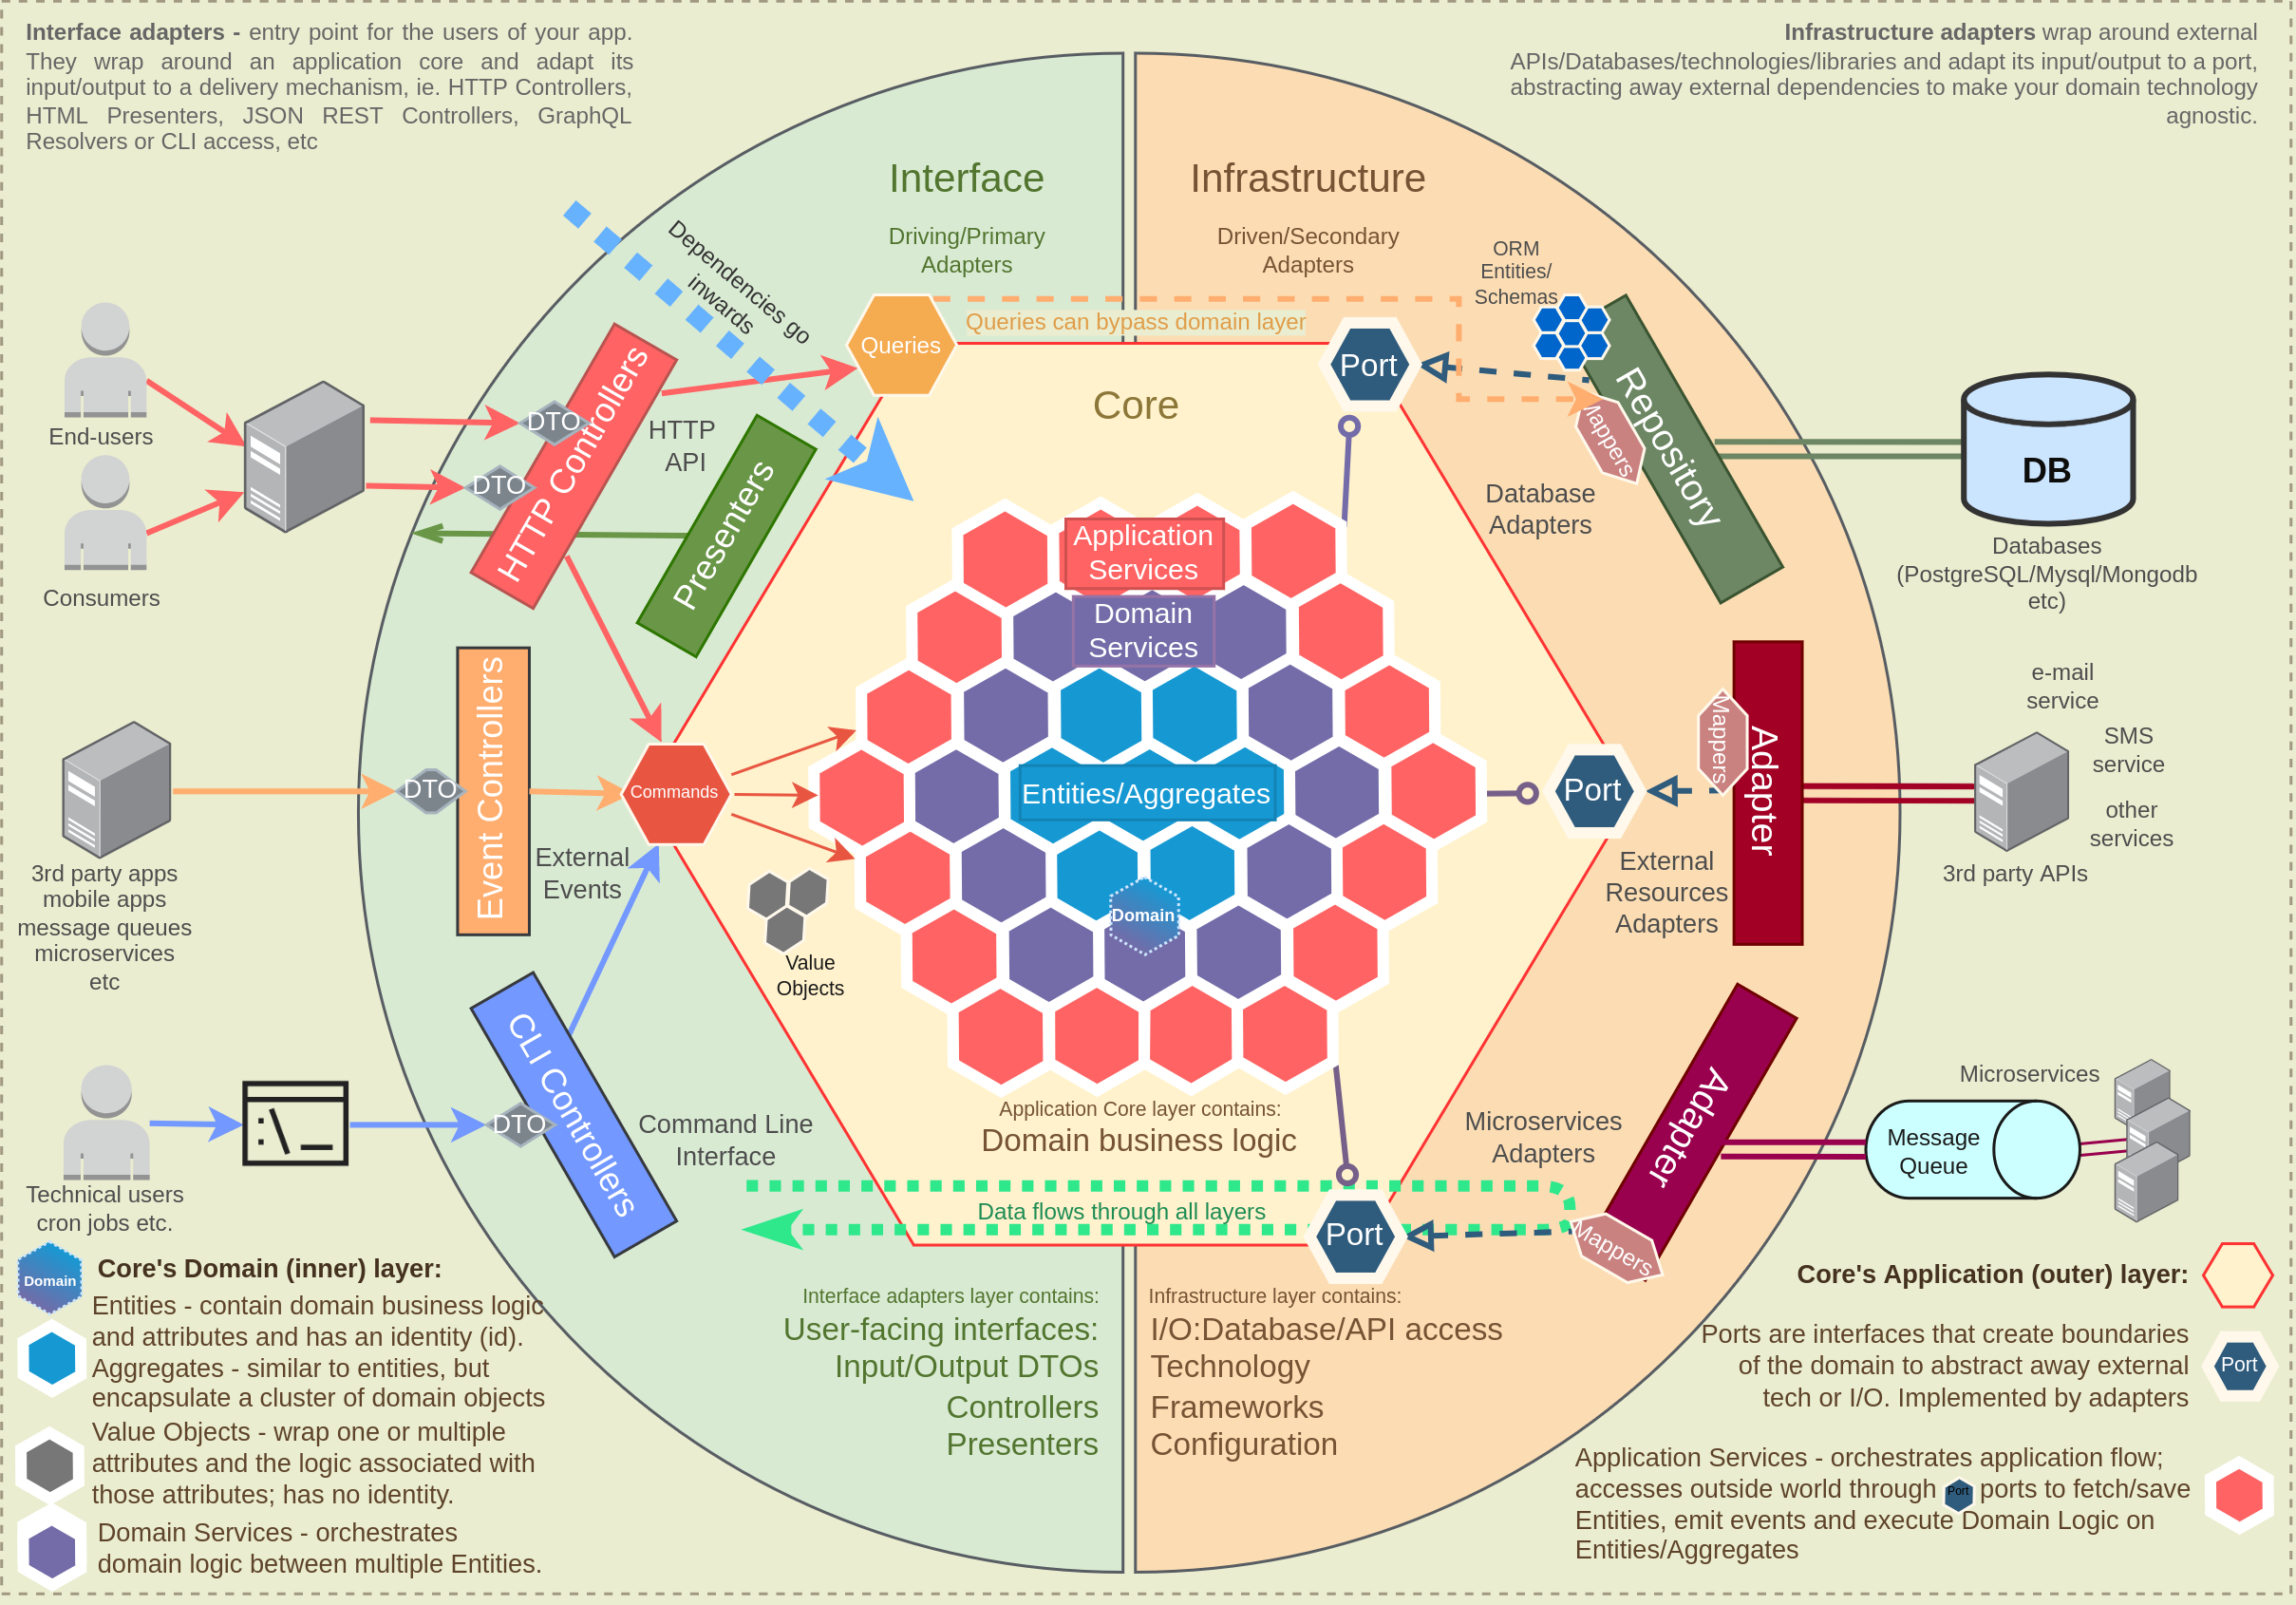 Interface adapters - entry point for the users of your app.
They wrap around an application core and adapt its
input/output to a delivery mechanism, ie. HTTP Controllers,
HTML Presenters, JSON REST Controllers, GraphQL
Resolvers or CLI access, etc
Infrastructure adapters wrap around external
APIs/Databases/technologies/libraries and adapt its input/output to a port,
abstracting away external dependencies to make your domain technology
agnostic.
Interface
Driving/Primary
Adapters
Infrastructure
Driven/Secondary
Adapters
ORM
Entities/
Schemas
Dependencies go
inwards
Queries
Queries can bypass domain layer
Port
Core
End-users
Consumers
DTO
DTO
HTTP Controllers
HTTP
API
Presenters
Repository
Mappers
Database
Adapters
DB
Databases
(PostgreSQL/Mysql/Mongodb
etc)
Application
Services
Domain
Services
Entities/Aggregates
Domain
Value
Objects
3rd party apps
mobile apps
message queues
microservices
etc
DTO
Event Controllers
External
Events
Commands
Port
Mappers
Adapter
External
Resources
Adapters
e-mail
service
SMS
service
other
services
3rd party APIs
Technical users
cron jobs etc.
DTO
CLI Controllers
Command Line
Interface
Application Core layer contains:
Domain business logic
Data flows through all layers
Port
Mappers
Adapter
Microservices
Adapters
Message
Queue
Microservices
Interface adapters layer contains:
User-facing interfaces:
Input/Output DTOs
Controllers
Presenters
Infrastructure layer contains:
I/O:Database/API access
Technology
Frameworks
Configuration
Domain
Core's Domain (inner) layer:
Entities - contain domain business logic
and attributes and has an identity (id).
Aggregates - similar to entities, but
encapsulate a cluster of domain objects
Value Objects - wrap one or multiple
attributes and the logic associated with
those attributes; has no identity.
Domain Services - orchestrates
domain logic between multiple Entities.
Core's Application (outer) layer:
Ports are interfaces that create boundaries
of the domain to abstract away external
tech or I/O. Implemented by adapters
Port
Application Services - orchestrates application flow;
accesses outside world through Port ports to fetch/save
Entities, emit events and execute Domain Logic on
Entities/Aggregates